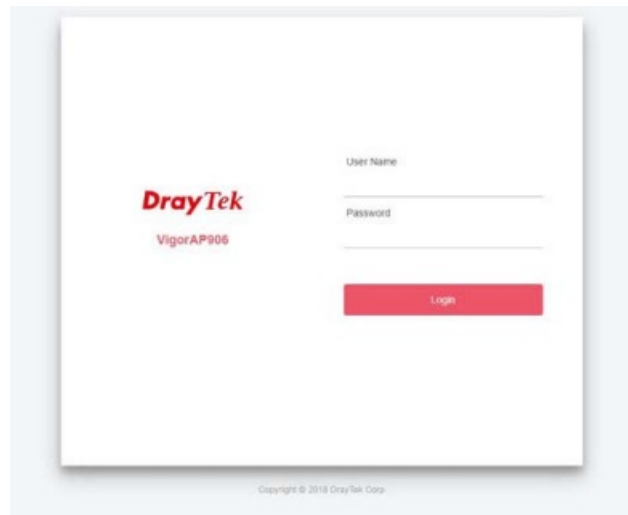 DrayTek
VigorAP906
User Name
Password
Login
Copyright © 2018 DrayTek Corp